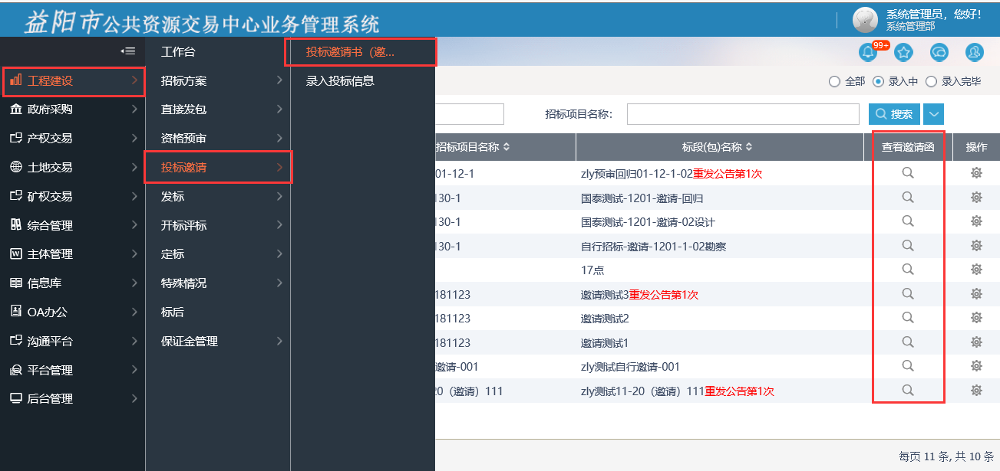 益阳市公共资源交易中心业务管理系统
系统管理员，您好!
系统管理部
99+
工程建设
政府采购
产权交易
土地交易
矿权交易
综合管理
主体管理
信息库
OA办公
沟通平台
平台管理
后台管理
工作台
招标方案
直接发包
资格预审
投标邀请
发标
开标评标
定标
特殊情况
标后
保证金管理
投标邀请书（邀...
录入投标信息
全部 录入中 录入完毕
招标项目名称： 搜索
招标项目名称 标段(包)名称 查看邀请函 操作
01-12-1 zly预审回归01-12-1-02重发公告第1次
130-1 国泰测试-1201-邀请-回归
130-1 国泰测试-1201-邀请-02设计
130-1 自行招标-邀请-1201-1-02勘察
17点
181123 邀请测试3重发公告第1次
181123 邀请测试2
181123 邀请测试1
邀请-001 zly测试自行邀请-001
20（邀请）111 zly测试11-20（邀请）111重发公告第1次
每页 11 条, 共 10 条